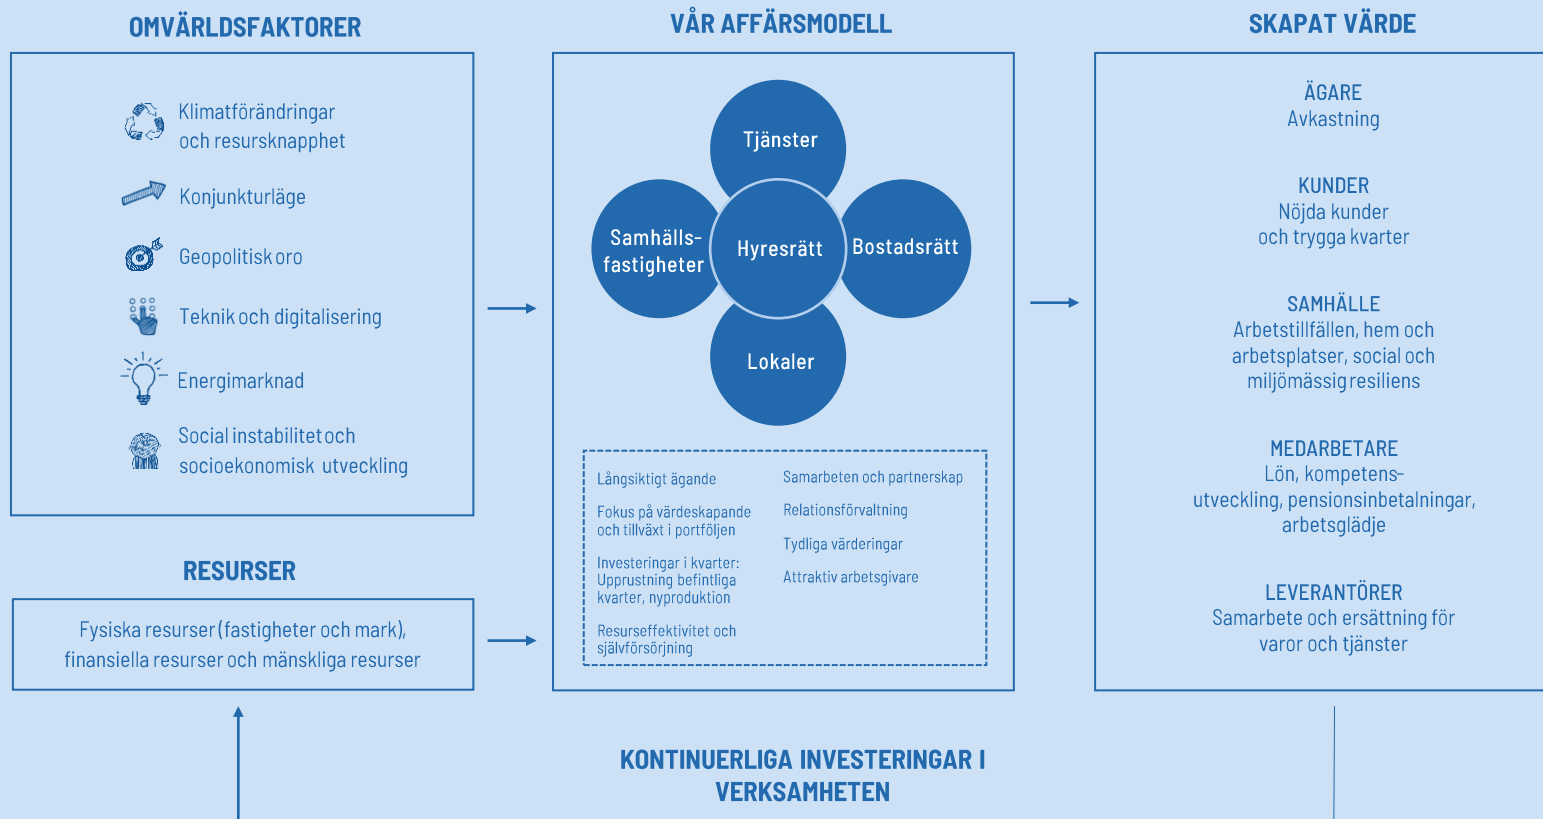 OMVÄRLDSFAKTORER
Klimatförändringar
och resursknapphet
Konjunkturläge
Geopolitisk oro
Teknik och digitalisering
Energimarknad
Social instabilitet och
socioekonomisk utveckling
RESURSER
Fysiska resurser (fastigheter och mark),
finansiella resurser och mänskliga resurser
VÅR AFFÄRSMODELL
Tjänster
Samhälls-
fastigheter
Hyresrätt
Bostadsrätt
Lokaler
Långsiktigt ägande
Fokus på värdeskapande
och tillväxt i portföljen
Investeringar i kvarter:
Upprustning befintliga
kvarter, nyproduktion
Resurseffektivitet och
självförsörjning
Samarbeten och partnerskap
Relationsförvaltning
Tydliga värderingar
Attraktiv arbetsgivare
SKAPAT VÄRDE
ÄGARE
Avkastning
KUNDER
Nöjda kunder
och trygga kvarter
SAMHÄLLE
Arbetstillfällen, hem och
arbetsplatser, social och
miljömässig resiliens
MEDARBETARE
Lön, kompetens-
utveckling, pensionsinbetalningar,
arbetsglädje
LEVERANTÖRER
Samarbete och ersättning för
varor och tjänster
KONTINUERLIGA INVESTERINGAR I
VERKSAMHETEN